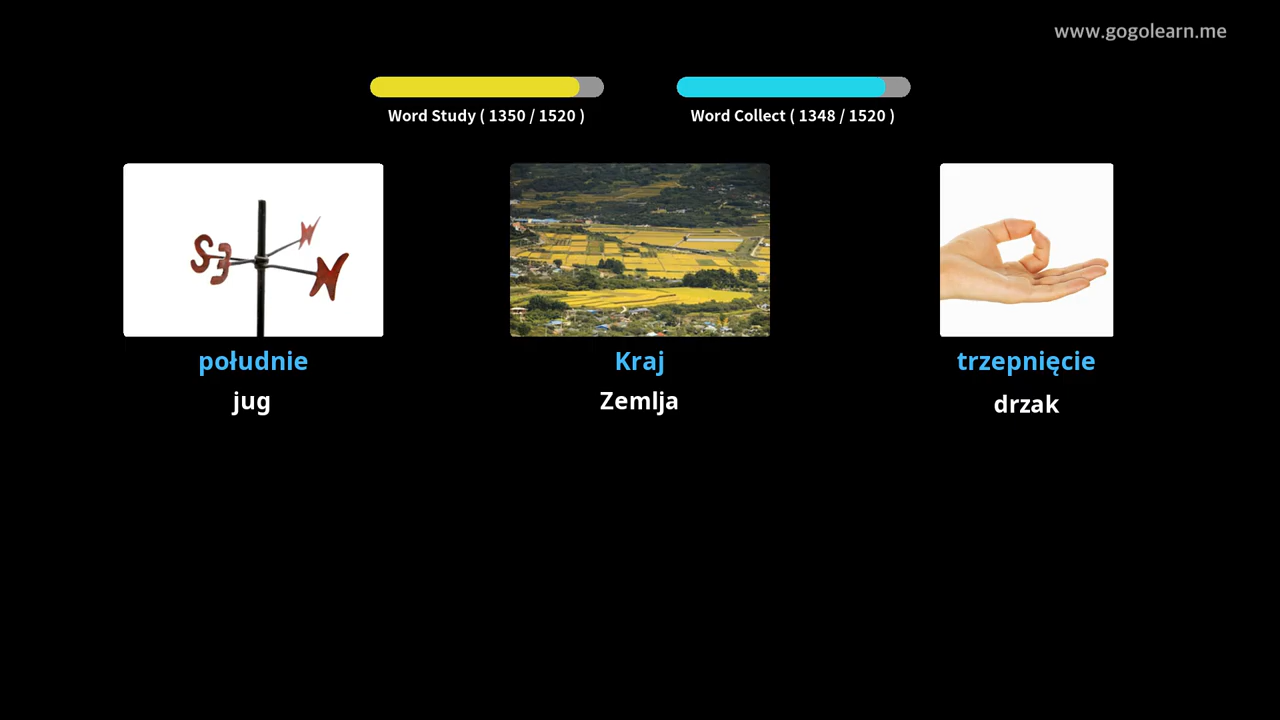 www.gogolearn.me
Word Study ( 1350 / 1520 )
Word Collect ( 1348 / 1520 )
południe
Kraj
trzepnięcie
jug
Zemlja
drzak